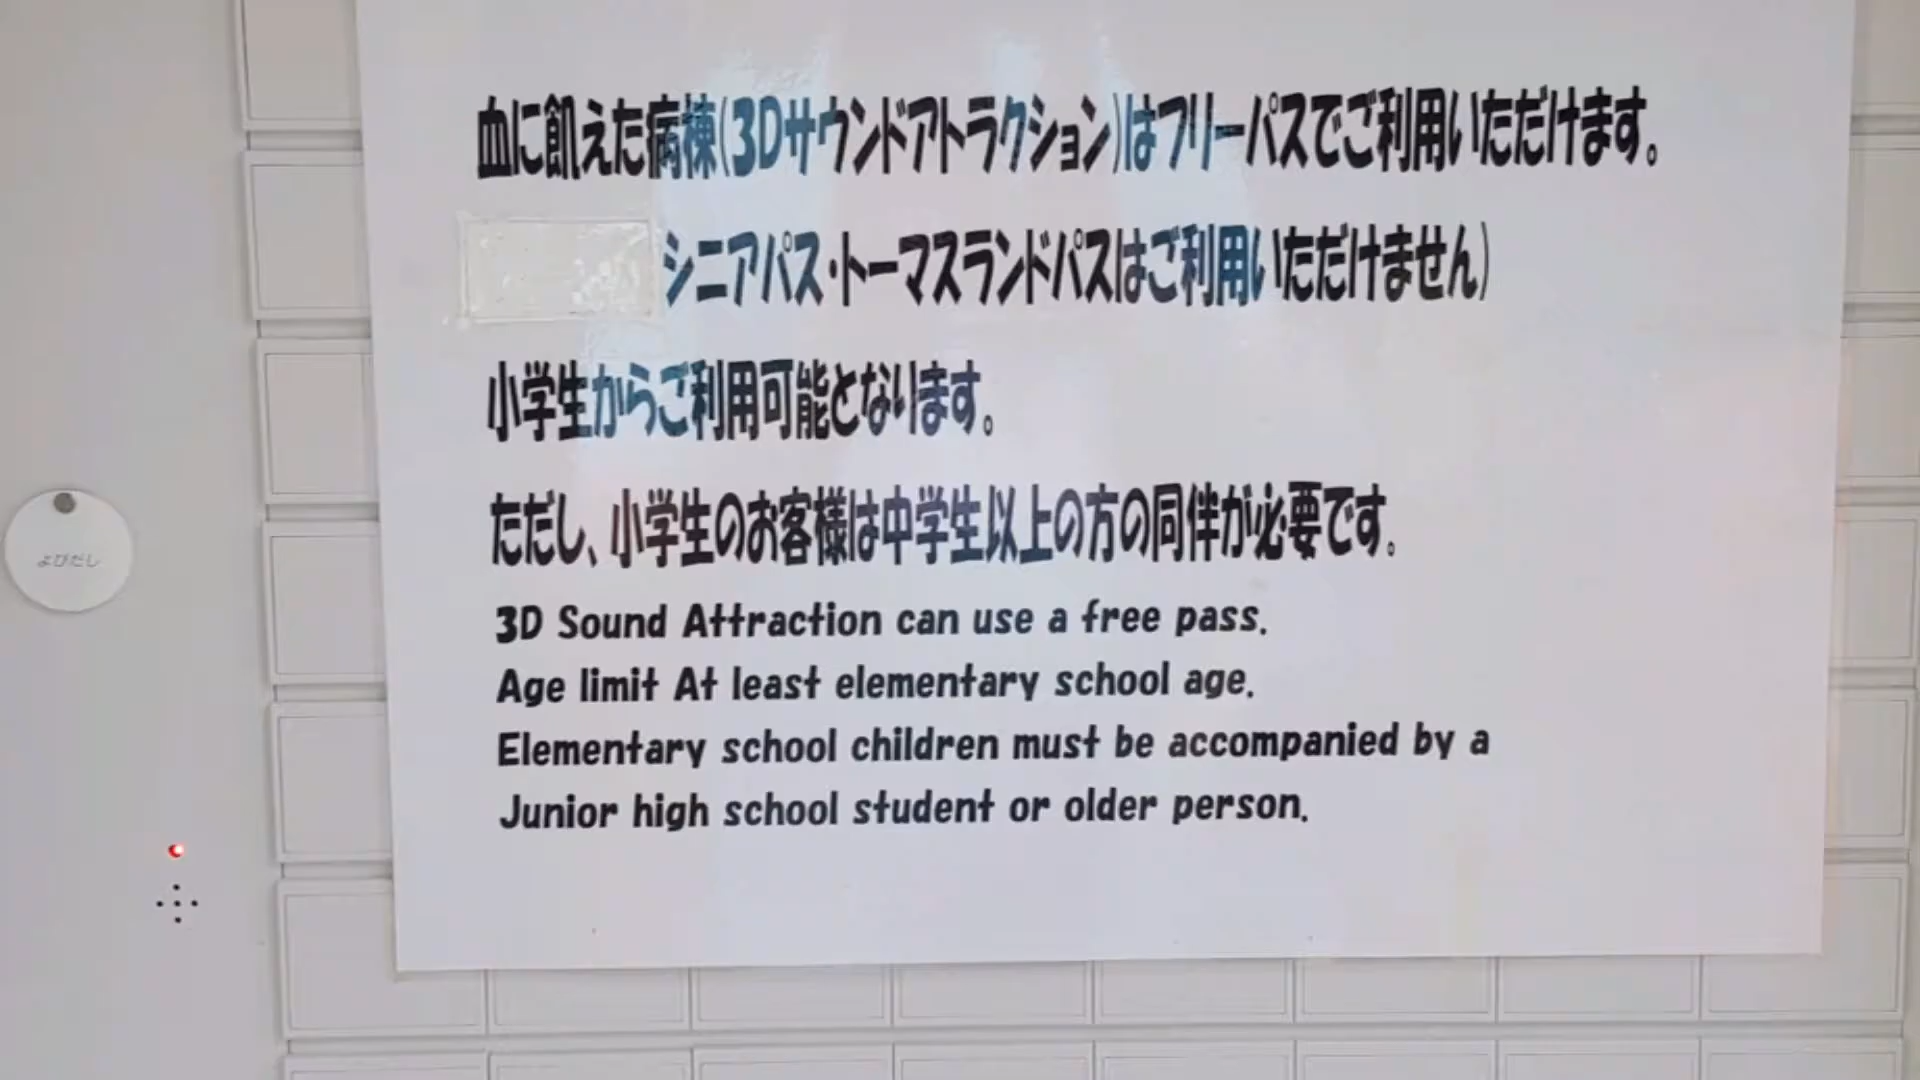 血に飢えた病棟(3Dサウンドアトラクション)はフリーパスでご利用いただけます。
シニアパス・トーマスランドパスはご利用いただけません)
小学生からご利用可能となります。
ただし、小学生のお客様は中学生以上の方の同伴が必要です。
3D Sound Attraction can use a free pass.
Age limit At least elementary school age.
Elementary school children must be accompanied by a
Junior high school student or older person.
よびだし